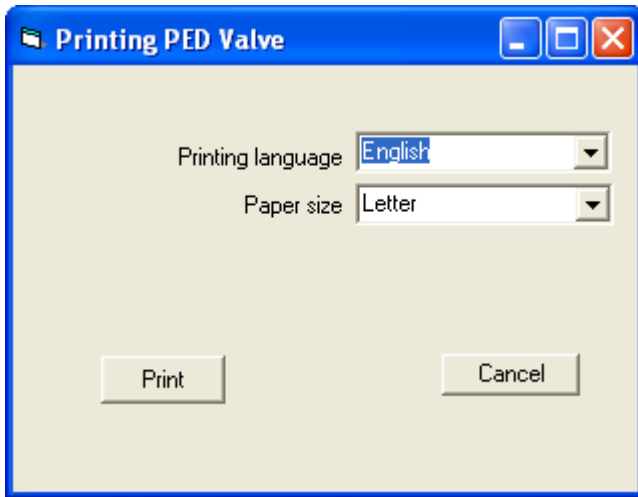 Printing PED Valve
Printing language English
Paper size Letter
Print Cancel